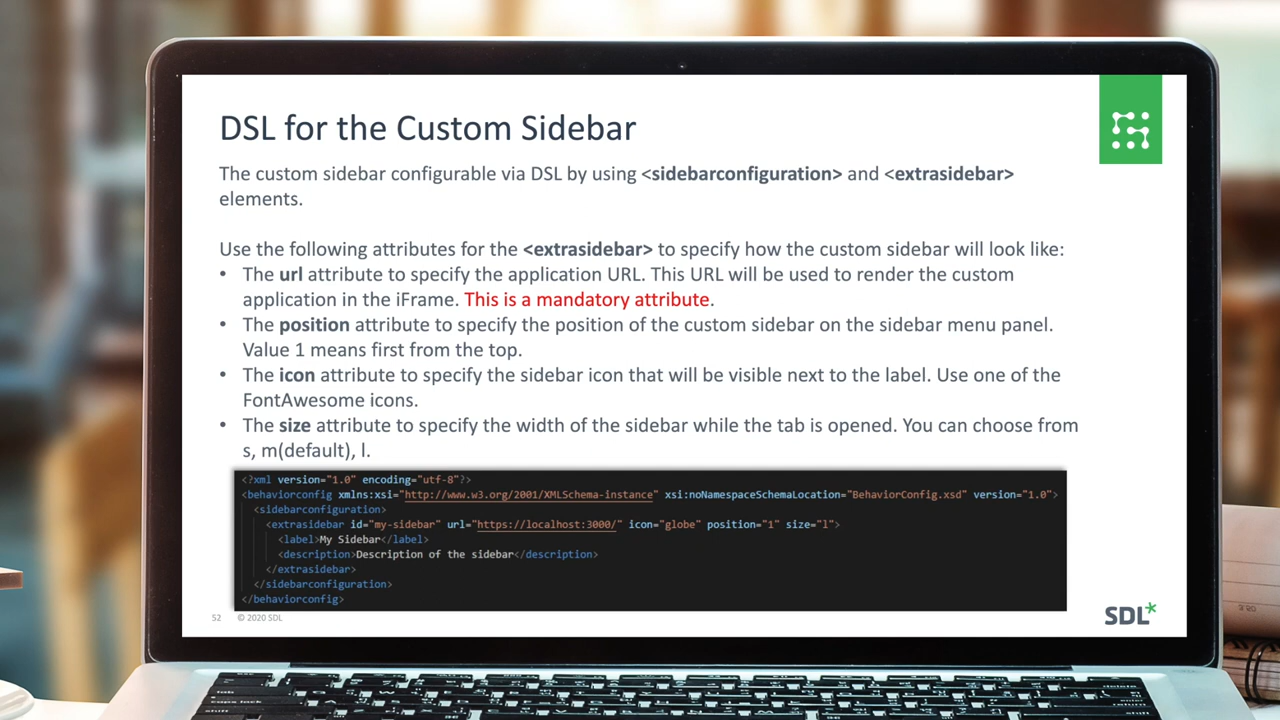 DSL for the Custom Sidebar
The custom sidebar configurable via DSL by using <sidebarconfiguration> and <extrasidebar>
elements.
Use the following attributes for the <extrasidebar> to specify how the custom sidebar will look like:
• The url attribute to specify the application URL. This URL will be used to render the custom
application in the iFrame. This is a mandatory attribute.
• The position attribute to specify the position of the custom sidebar on the sidebar menu panel.
Value 1 means first from the top.
• The icon attribute to specify the sidebar icon that will be visible next to the label. Use one of the
FontAwesome icons.
• The size attribute to specify the width of the sidebar while the tab is opened. You can choose from
s, m(default), l.
<?xml version="1.0" encoding="utf-8"?>
<behaviorconfig xmlns:xsi="http://www.w3.org/2001/XMLSchema-instance" xsi:noNamespaceSchemaLocation="BehaviorConfig.xsd" version="1.0">
<sidebarconfiguration>
<extrasidebar id="my-sidebar" url="https://localhost:3000/" icon="globe" position="1" size="l">
<label>My Sidebar</label>
<description>Description of the sidebar</description>
</extrasidebar>
</sidebarconfiguration>
</behaviorconfig>
52 © 2020 SDL
SDL*
tab
caps lock
shift